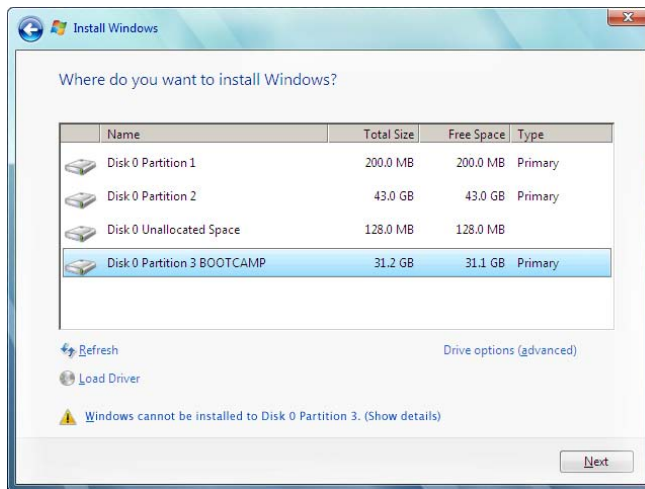 Install Windows
Where do you want to install Windows?
Name Total Size Free Space Type
Disk 0 Partition 1 200.0 MB 200.0 MB Primary
Disk 0 Partition 2 43.0 GB 43.0 GB Primary
Disk 0 Unallocated Space 128.0 MB 128.0 MB
Disk 0 Partition 3 BOOTCAMP 31.2 GB 31.1 GB Primary
Refresh Drive options (advanced)
Load Driver
Windows cannot be installed to Disk 0 Partition 3. (Show details)
Next